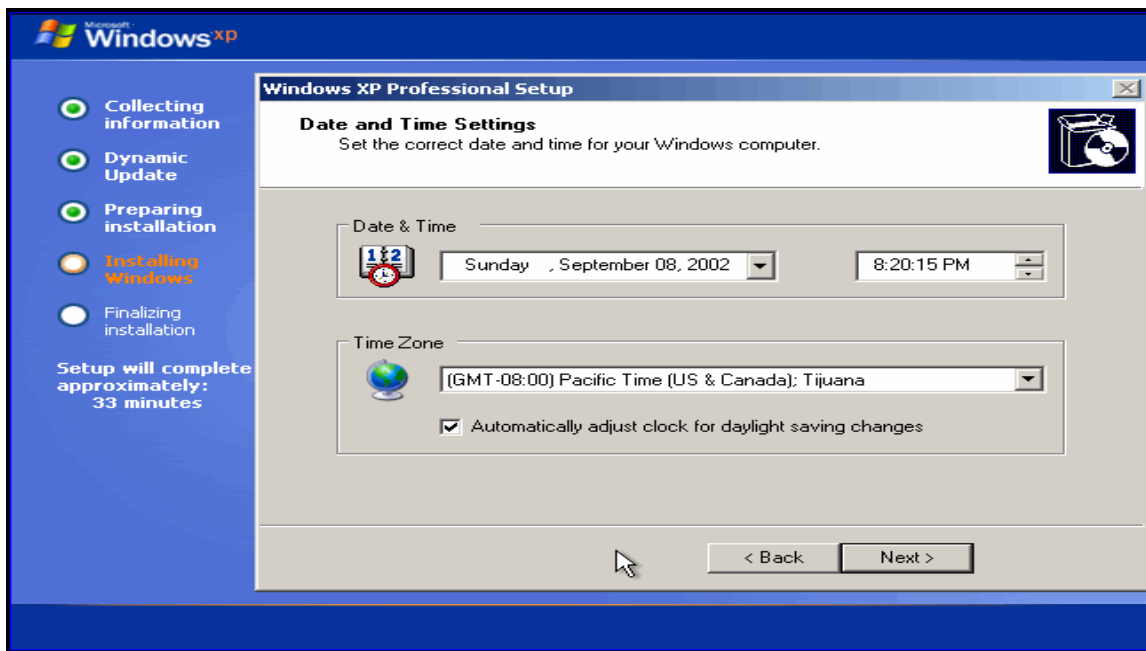 Microsoft
Windows xp
Collecting
information
Dynamic
Update
Preparing
installation
Installing
Windows
Finalizing
installation
Setup will complete
approximately:
33 minutes
Windows XP Professional Setup
Date and Time Settings
Set the correct date and time for your Windows computer.
Date & Time
12
Sunday , September 08, 2002
8:20:15 PM
Time Zone
(GMT-08:00) Pacific Time (US & Canada); Tijuana
Automatically adjust clock for daylight saving changes
< Back
Next >